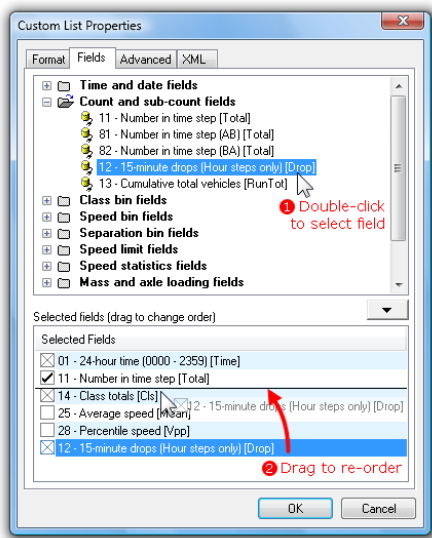 Custom List Properties
Format Fields Advanced XML
Time and date fields
Count and sub-count fields
11 - Number in time step [Total]
81 - Number in time step (AB) [Total]
82 - Number in time step (BA) [Total]
12 - 15-minute drops (Hour steps only) [Drop]
13 - Cumulative total vehicles [RunTot]
1 Double-click
to select field
Class bin fields
Speed bin fields
Separation bin fields
Speed limit fields
Speed statistics fields
Mass and axle loading fields
Selected fields (drag to change order)
Selected Fields
01 - 24-hour time (0000 - 2359) [Time]
11 - Number in time step [Total]
14 - Class totals [Cls]
12 - 15-minute drops (Hour steps only) [Drop]
25 - Average speed [Mean]
28 - Percentile speed [Vpp]
12 - 15-minute drops (Hour steps only) [Drop]
2 Drag to re-order
OK Cancel